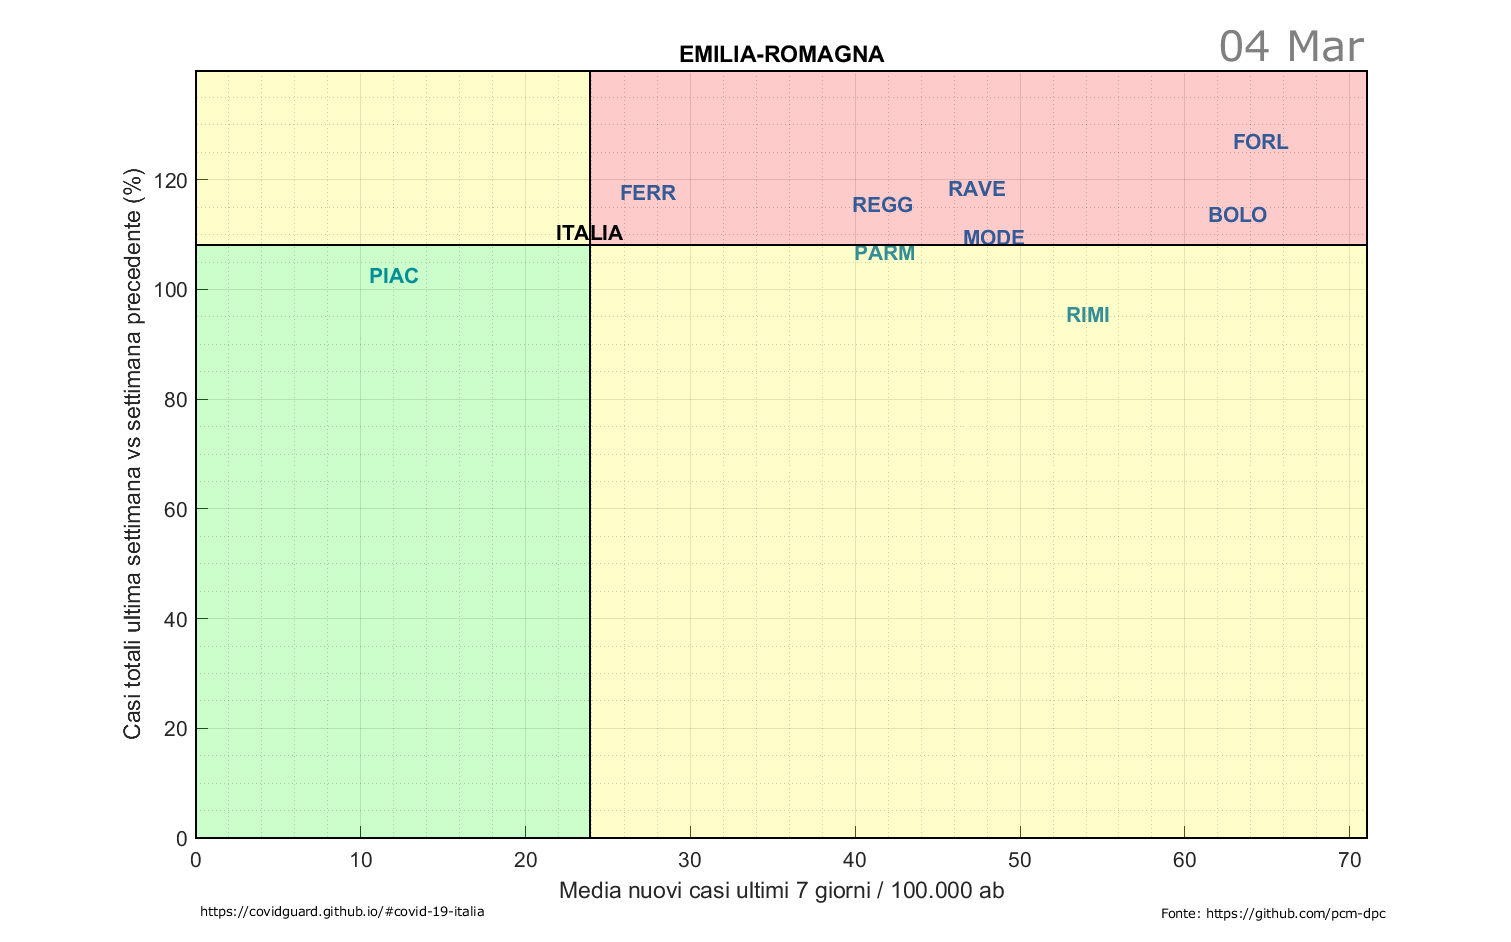 04 Mar
EMILIA-ROMAGNA
Casi totali ultima settimana vs settimana precedente (%)
120
100
80
60
40
20
0
FORL
RAVE
FERR
REGG
BOLO
ITALIA
MODE
PARM
PIAC
RIMI
0 10 20 30 40 50 60 70
Media nuovi casi ultimi 7 giorni / 100.000 ab
https://covidguard.github.io/#covid-19-italia
Fonte: https://github.com/pcm-dpc